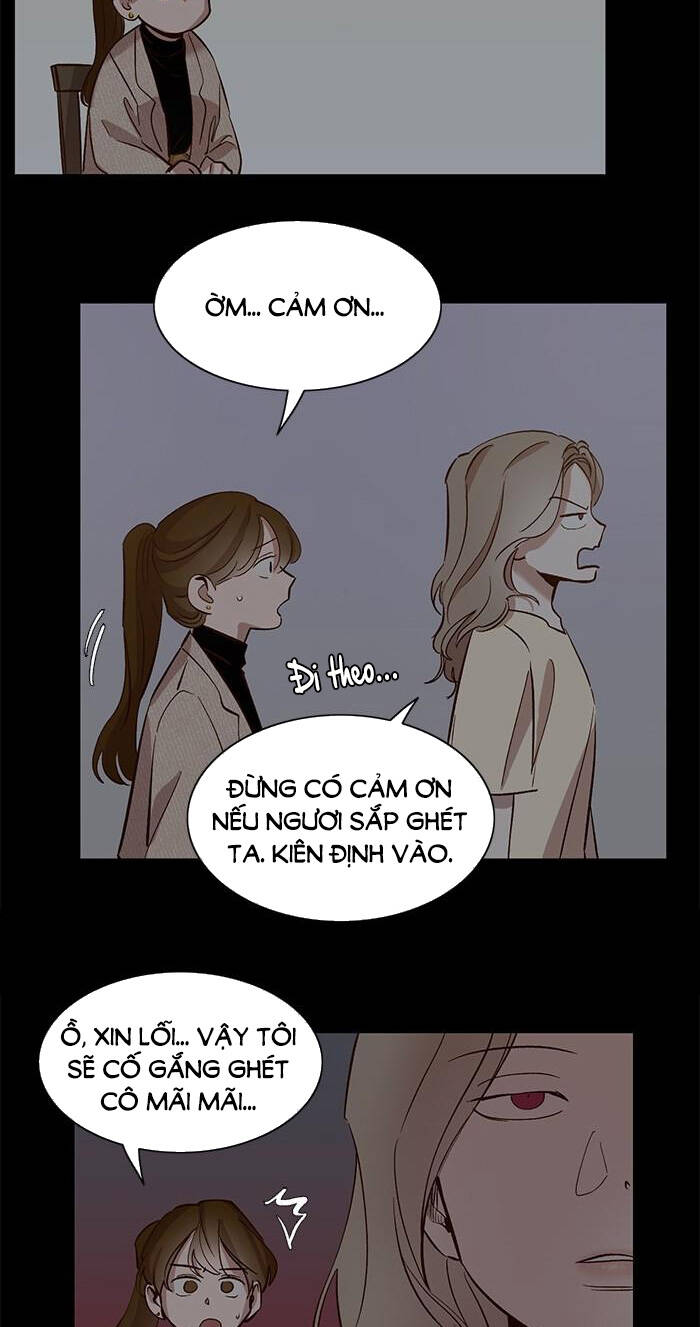 ỜM... CẢM ƠN...
Đi theo...
ĐỪNG CÓ CẢM ƠN
NẾU NGƯƠI SẮP GHÉT
TA. KIÊN ĐỊNH VÀO.
Ồ, XIN LỖI... VẬY TÔI
SẼ CỐ GẮNG GHÉT
CÔ MÃI MÃI...